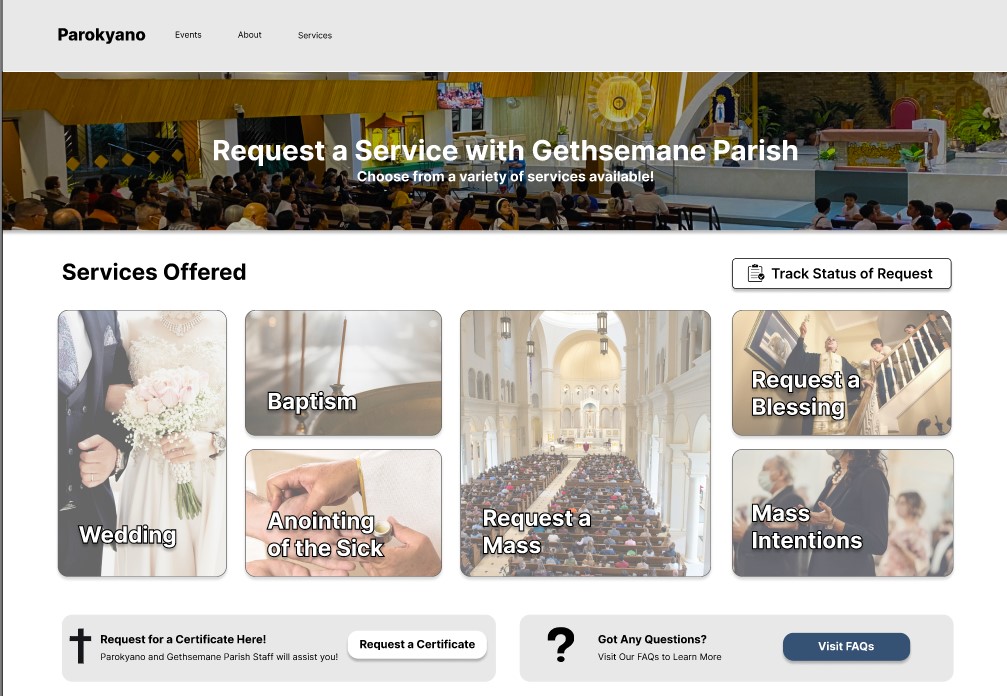 Parokyano
Events
About
Services
Request a Service with Gethsemane Parish
Choose from a variety of services available!
Services Offered
Track Status of Request
Wedding
Baptism
Anointing
of the Sick
Request a
Mass
Request a
Blessing
Mass
Intentions
Request for a Certificate Here!
Parokyano and Gethsemane Parish Staff will assist you!
Request a Certificate
?
Got Any Questions?
Visit Our FAQs to Learn More
Visit FAQs